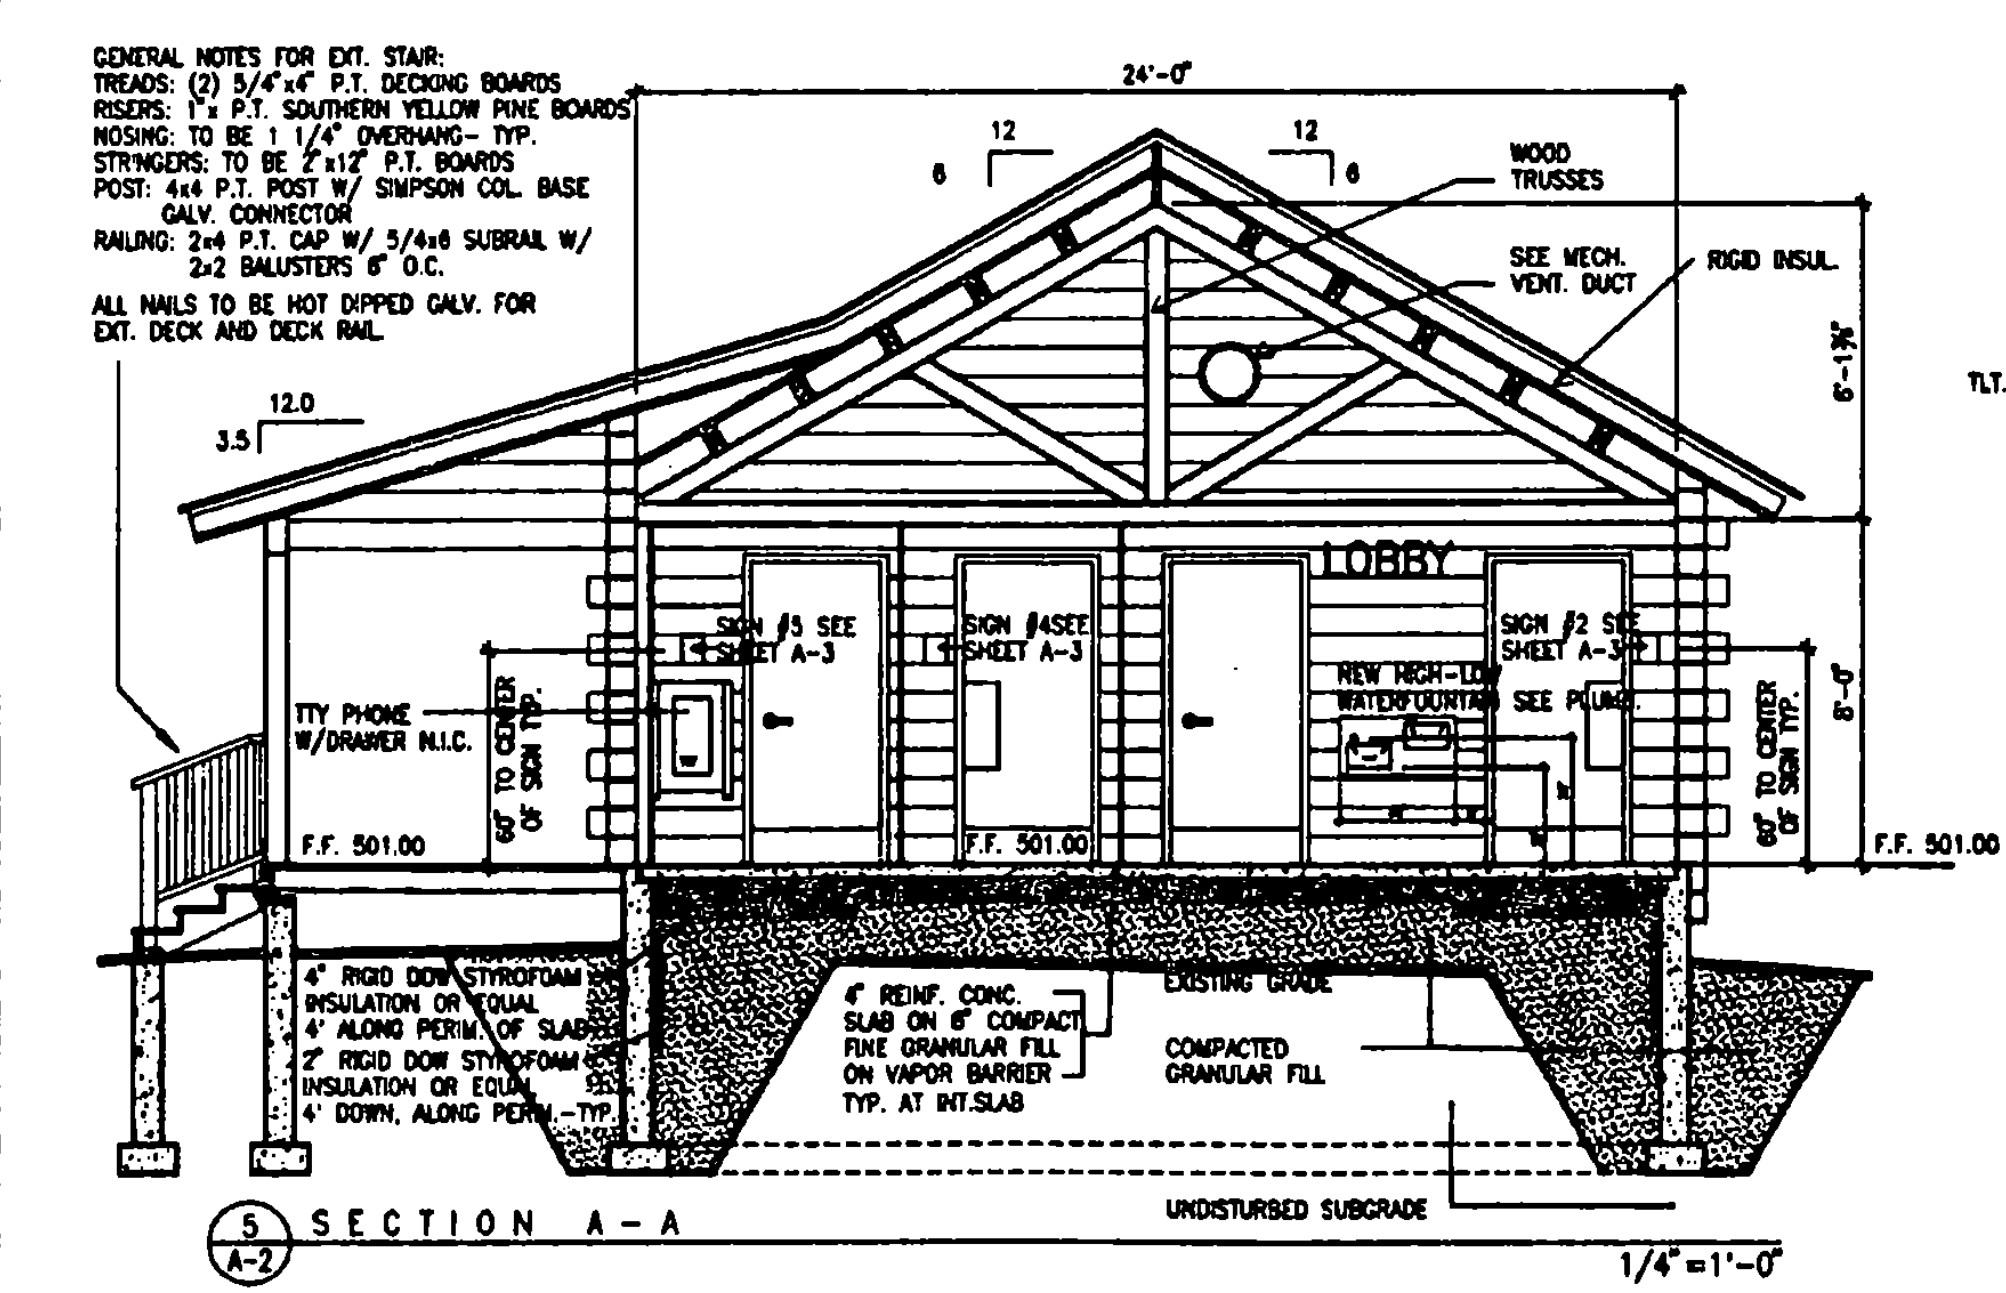 GENERAL NOTES FOR EXT. STAIR:
TREADS: (2) 5/4"x4" P.T. DECKING BOARDS
RISERS: 1"x P.T. SOUTHERN YELLOW PINE BOARDS
NOSING: TO BE 1 1/4" OVERHANG- TYP.
STRINGERS: TO BE 2"x12" P.T. BOARDS
POST: 4x4 P.T. POST W/ SIMPSON COL. BASE
GALV. CONNECTOR
RAILING: 2x4 P.T. CAP W/ 5/4x6 SUBRAIL W/
2x2 BALUSTERS 6" O.C.
ALL NAILS TO BE HOT DIPPED GALV. FOR
EXT. DECK AND DECK RAIL
24'-0"
12
6
12
6
WOOD
TRUSSES
SEE MECH.
VENT. DUCT
RIGID INSUL.
TLT.
12.0
3.5
LOBBY
SIGN #5 SEE
SHEET A-3
SIGN #4SEE
SHEET A-3
SIGN #2 SEE
SHEET A-3
NEW HIGH-LOW
WATERFOUNTAIN SEE PLUMB.
TTY PHONE
W/DRAWER N.I.C.
60" TO CENTER
OF SIGN TYP.
60" TO CENTER
OF SIGN TYP.
8'-0"
F.F. 501.00
F.F. 501.00
F.F. 501.00
4" RIGID DOW STYROFOAM
INSULATION OR EQUAL
4' ALONG PERIM. OF SLAB
2" RIGID DOW STYROFOAM
INSULATION OR EQUAL
4' DOWN, ALONG PERIM.-TYP.
4" REINF. CONC.
SLAB ON 6" COMPACT
FINE GRANULAR FILL
ON VAPOR BARRIER
TYP. AT INT.SLAB
EXISTING GRADE
COMPACTED
GRANULAR FILL
UNDISTURBED SUBGRADE
5
A-2
SECTION A-A
1/4"=1'-0"